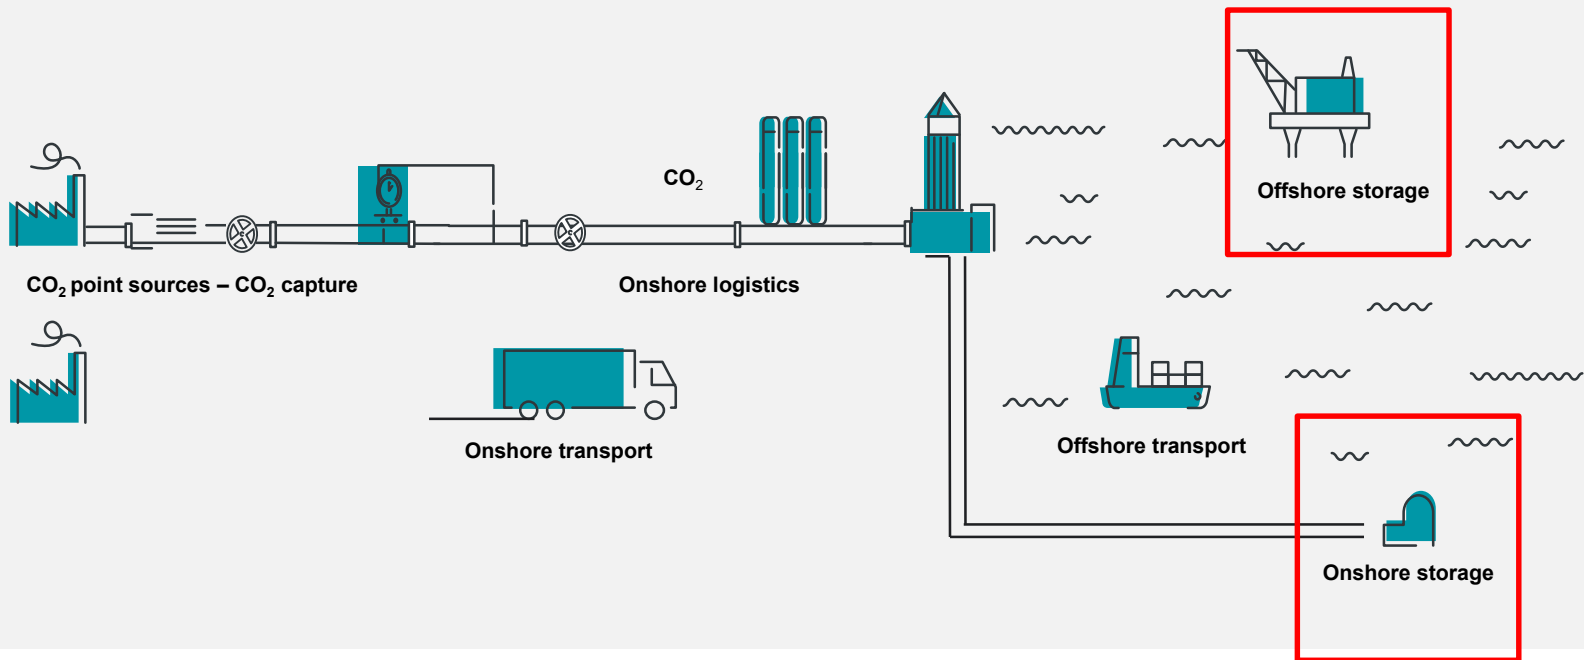 CO₂
Offshore storage
CO₂ point sources – CO₂ capture
Onshore logistics
Onshore transport
Offshore transport
Onshore storage